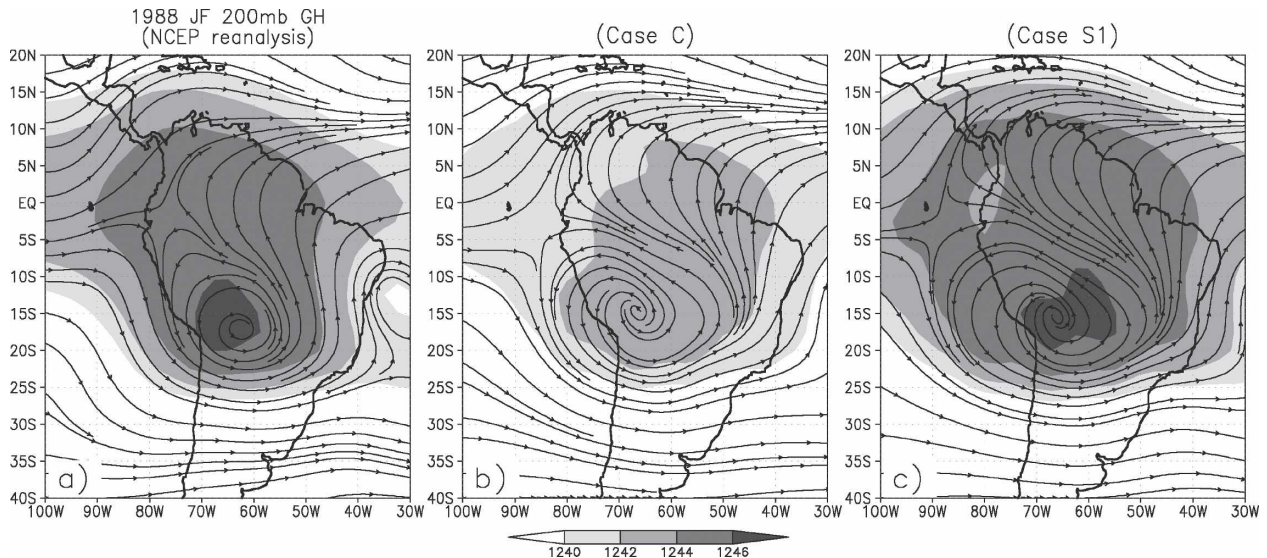 1988 JF 200mb GH
(NCEP reanalysis)
(Case C)
(Case S1)
20N
15N
10N
5N
EQ
5S
10S
15S
20S
25S
30S
35S
40S
a)
100W 90W 80W 70W 60W 50W 40W 30W
20N
15N
10N
5N
EQ
5S
10S
15S
20S
25S
30S
35S
40S
b)
100W 90W 80W 70W 60W 50W 40W 30W
20N
15N
10N
5N
EQ
5S
10S
15S
20S
25S
30S
35S
40S
c)
100W 90W 80W 70W 60W 50W 40W 30W
1240 1242 1244 1246